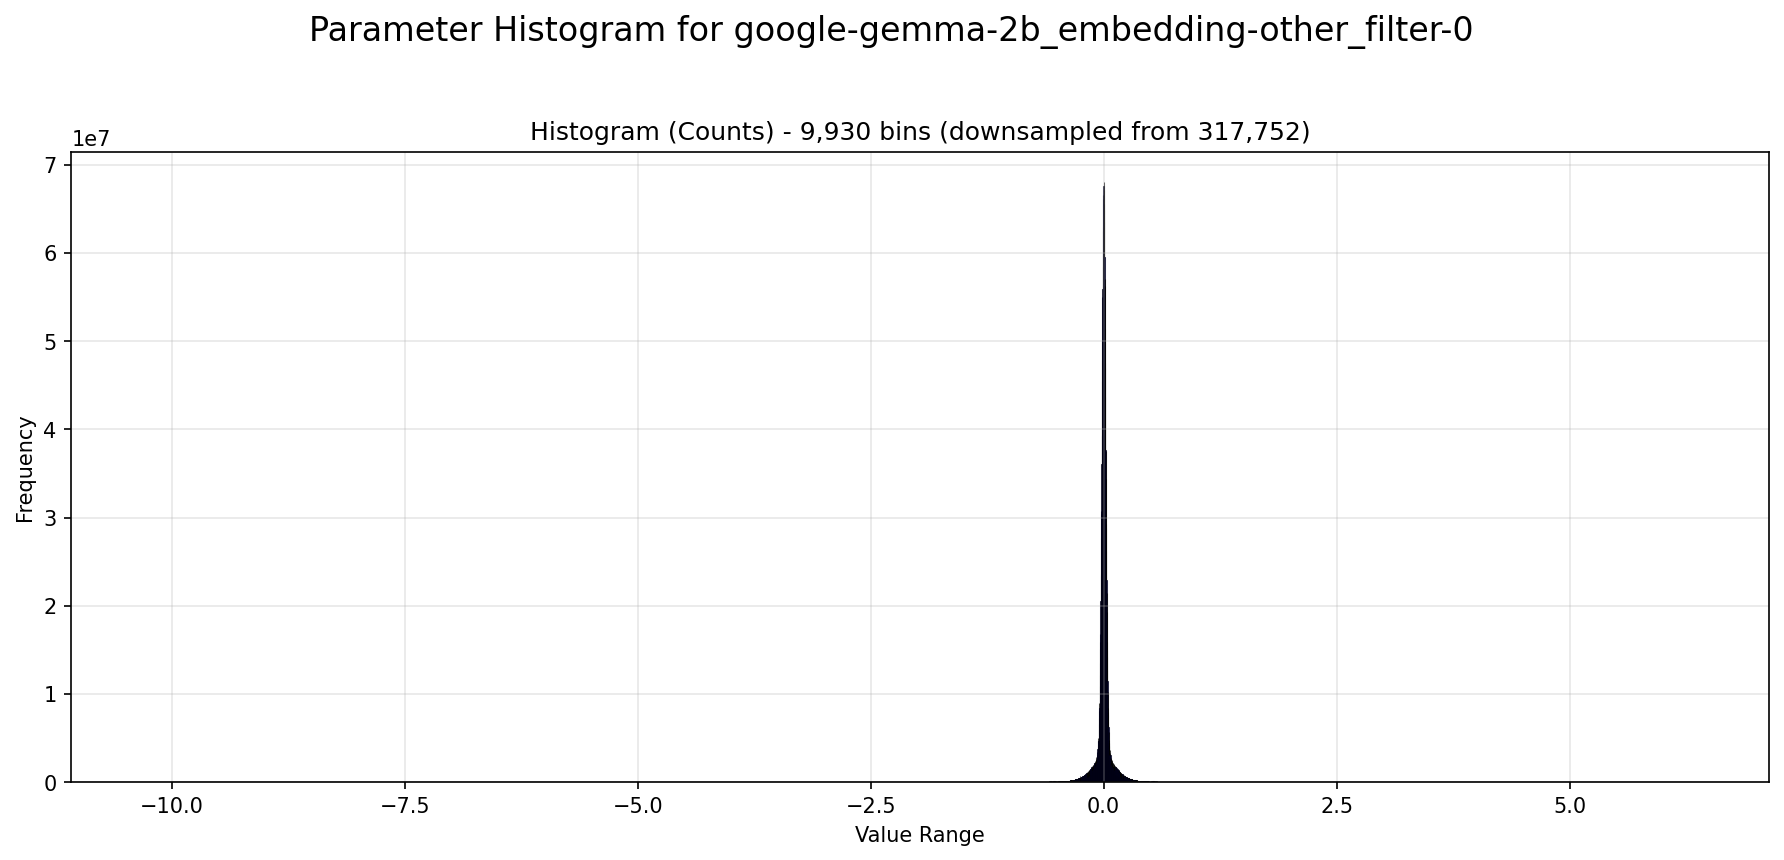 Parameter Histogram for google-gemma-2b_embedding-other_filter-0
Histogram (Counts) - 9,930 bins (downsampled from 317,752)
1e7
7
6
5
4
3
2
1
0
Frequency
−10.0 −7.5 −5.0 −2.5 0.0 2.5 5.0
Value Range